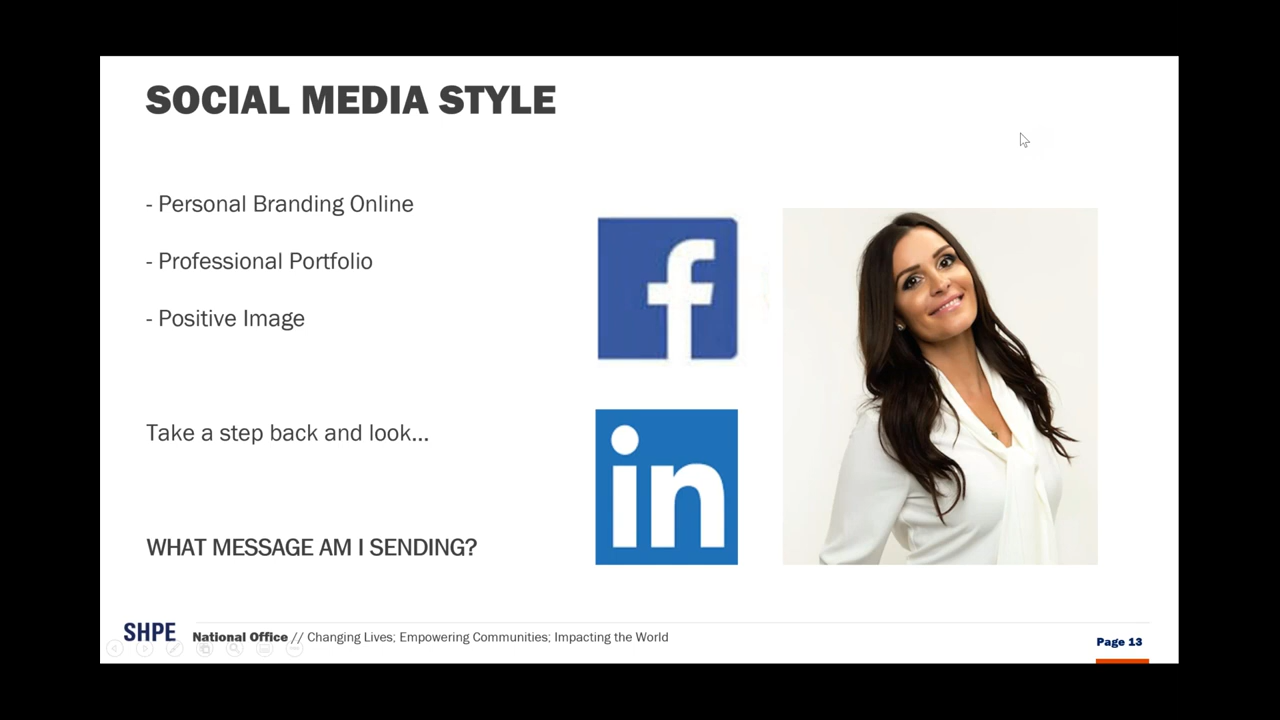 SOCIAL MEDIA STYLE
- Personal Branding Online
- Professional Portfolio
- Positive Image
Take a step back and look...
WHAT MESSAGE AM I SENDING?
f
in
SHPE National Office // Changing Lives; Empowering Communities; Impacting the World
Page 13